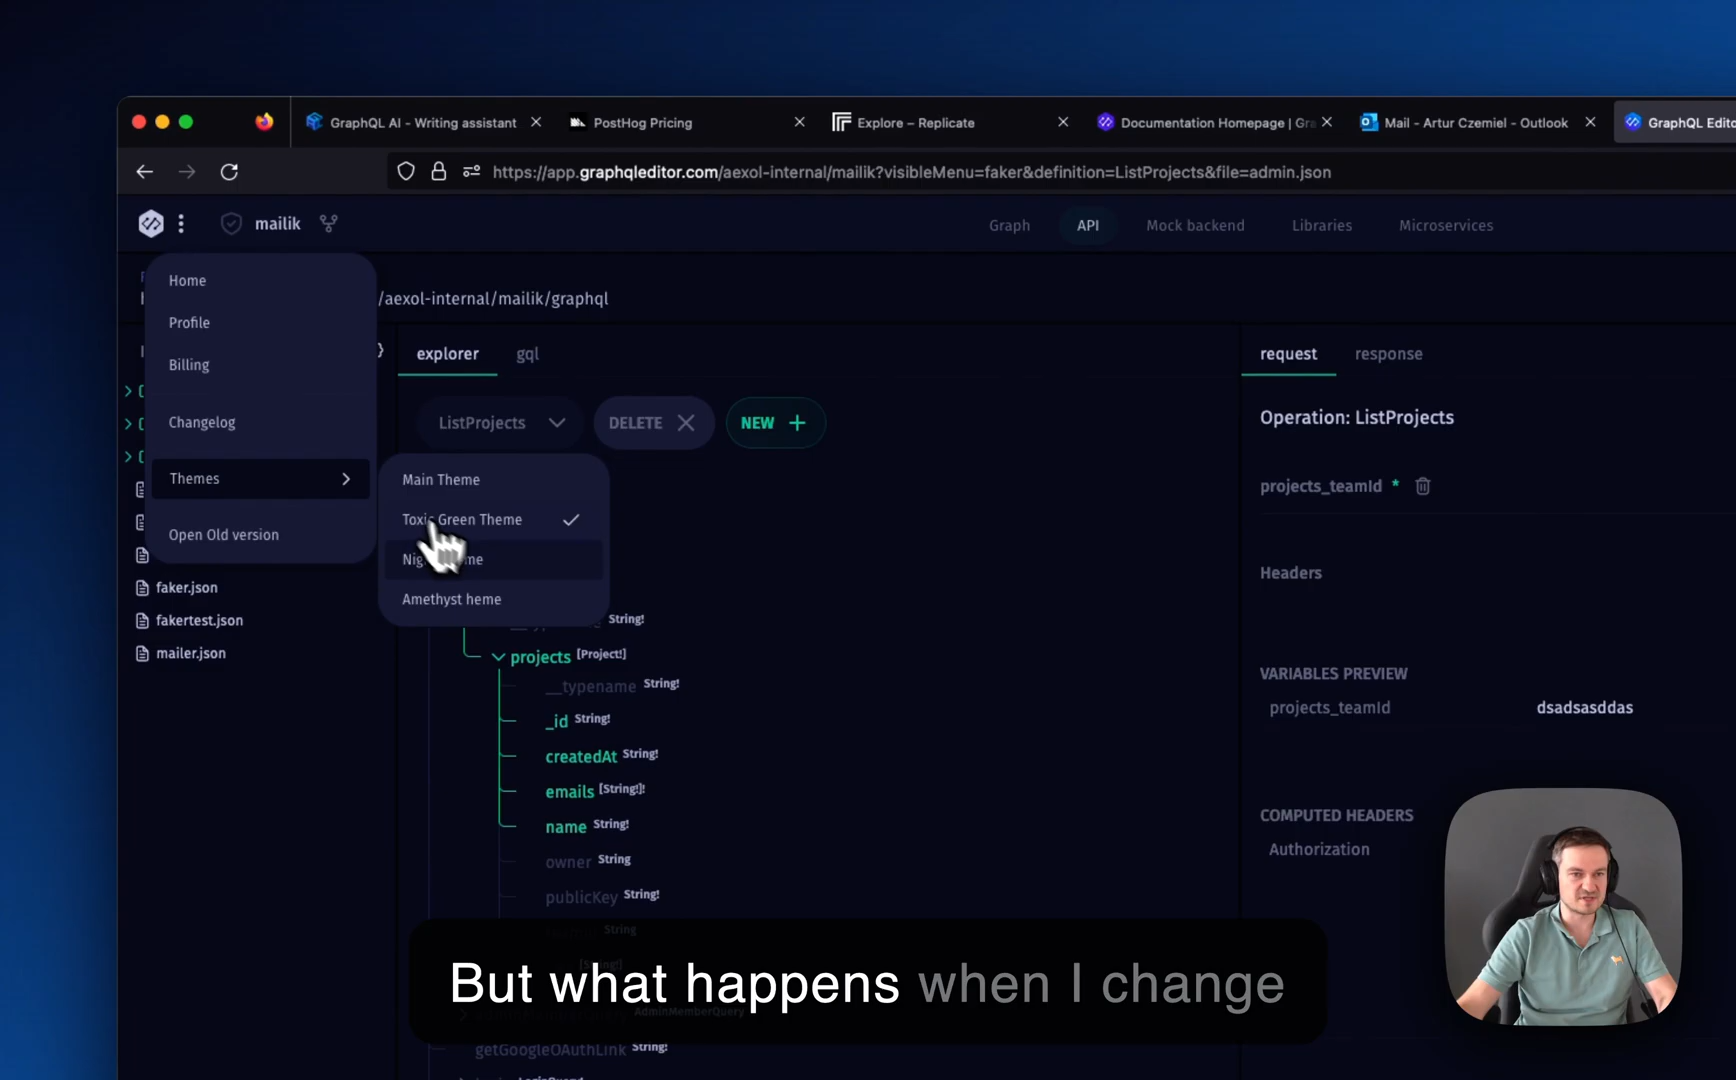 GraphQL AI - Writing assistant
PostHog Pricing
Explore – Replicate
Documentation Homepage | Gra
Mail - Artur Czemiel - Outlook
GraphQL Edito
https://app.graphqleditor.com/aexol-internal/mailik?visibleMenu=faker&definition=ListProjects&file=admin.json
mailik
Graph
API
Mock backend
Libraries
Microservices
Home
Profile
Billing
Changelog
Themes
Open Old version
/aexol-internal/mailik/graphql
explorer
gql
request
response
ListProjects
DELETE
NEW +
Operation: ListProjects
Main Theme
Toxic Green Theme
Amethyst heme
projects_teamId *
Headers
faker.json
fakertest.json
mailer.json
String!
projects [Project!]
__typename String!
_id String!
createdAt String!
emails [String!]!
name String!
owner String
publicKey String!
String
[String!]
AdminMemberQuery
getGoogleOAuthLink String!
VARIABLES PREVIEW
projects_teamId dsadsasddas
COMPUTED HEADERS
Authorization
But what happens when I change